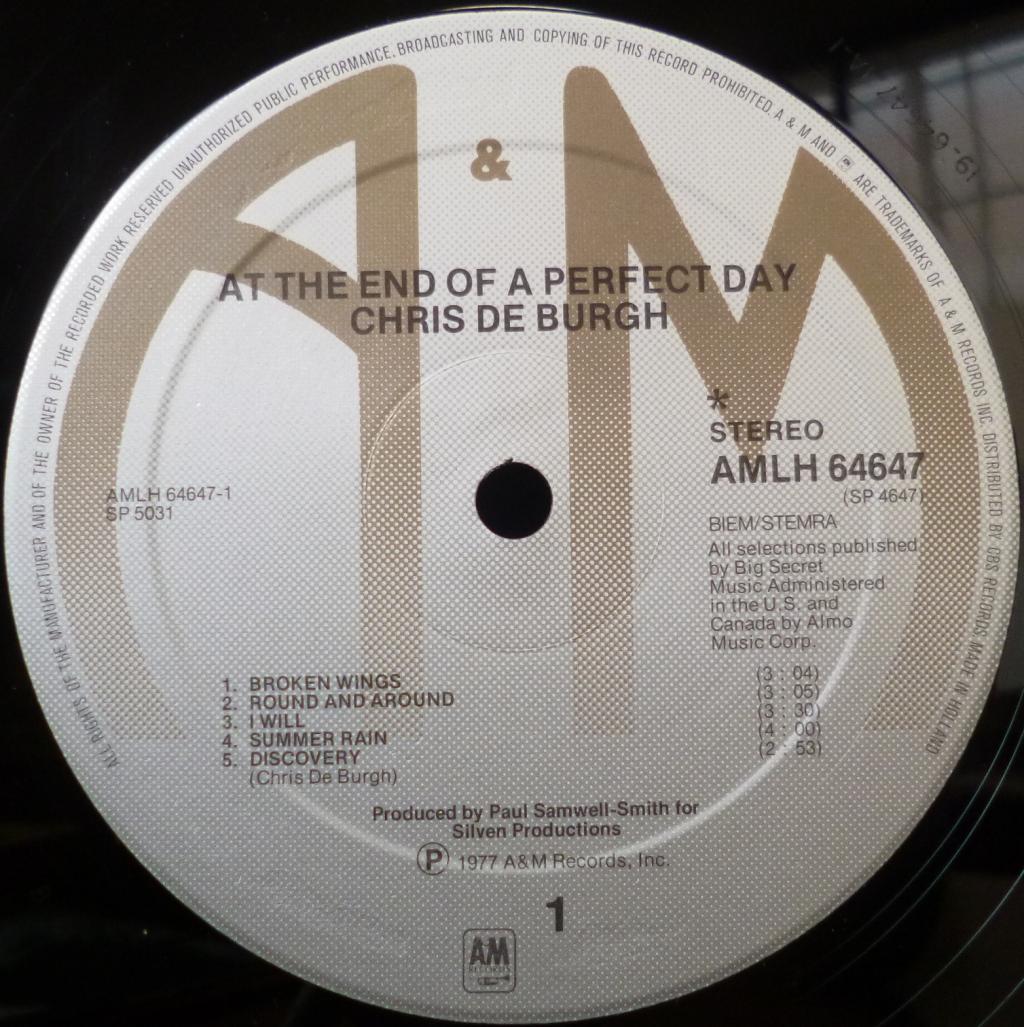 ALL RIGHTS OF THE MANUFACTURER AND OF THE OWNER OF THE RECORDED WORK RESERVED UNAUTHORIZED PUBLIC PERFORMANCE, BROADCASTING AND COPYING OF THIS RECORD PROHIBITED. A & M AND ARE TRADEMARKS OF A & M RECORDS INC. DISTRIBUTED BY CBS RECORDS MADE IN HOLLAND
A & M
AT THE END OF A PERFECT DAY
CHRIS DE BURGH
*
STEREO
AMLH 64647
(SP 4647)
AMLH 64647-1
SP 5031
BIEM/STEMRA
All selections published
by Big Secret
Music Administered
in the U.S. and
Canada by Almo
Music Corp.
1. BROKEN WINGS (3 : 04)
2. ROUND AND AROUND (3 : 05)
3. I WILL (3 : 30)
4. SUMMER RAIN (4 : 00)
5. DISCOVERY (2 : 53)
(Chris De Burgh)
Produced by Paul Samwell-Smith for
Silven Productions
Ⓟ 1977 A&M Records, Inc.
1
AM
RECORDS